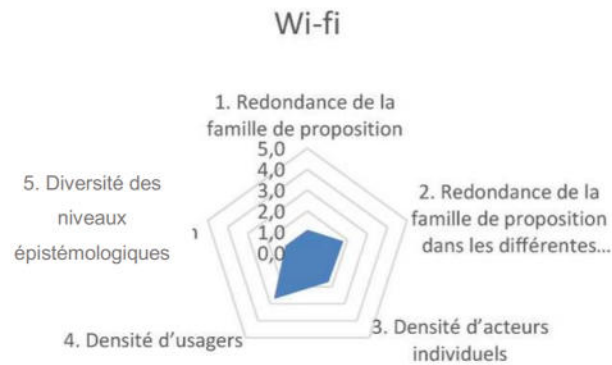 Wi-fi
1. Redondance de la
famille de proposition
5,0
4,0
3,0
2,0
1,0
0,0
2. Redondance de la
famille de proposition
dans les différentes...
3. Densité d'acteurs
individuels
4. Densité d'usagers
5. Diversité des
niveaux
épistémologiques